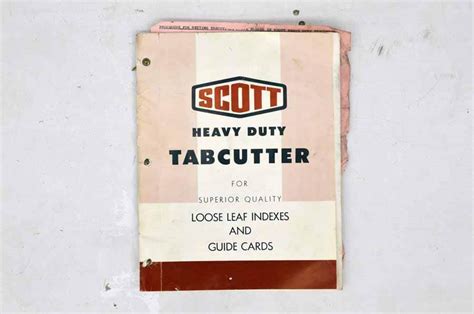 SCOTT
HEAVY DUTY
TABCUTTER
FOR
SUPERIOR QUALITY
LOOSE LEAF INDEXES
AND
GUIDE CARDS